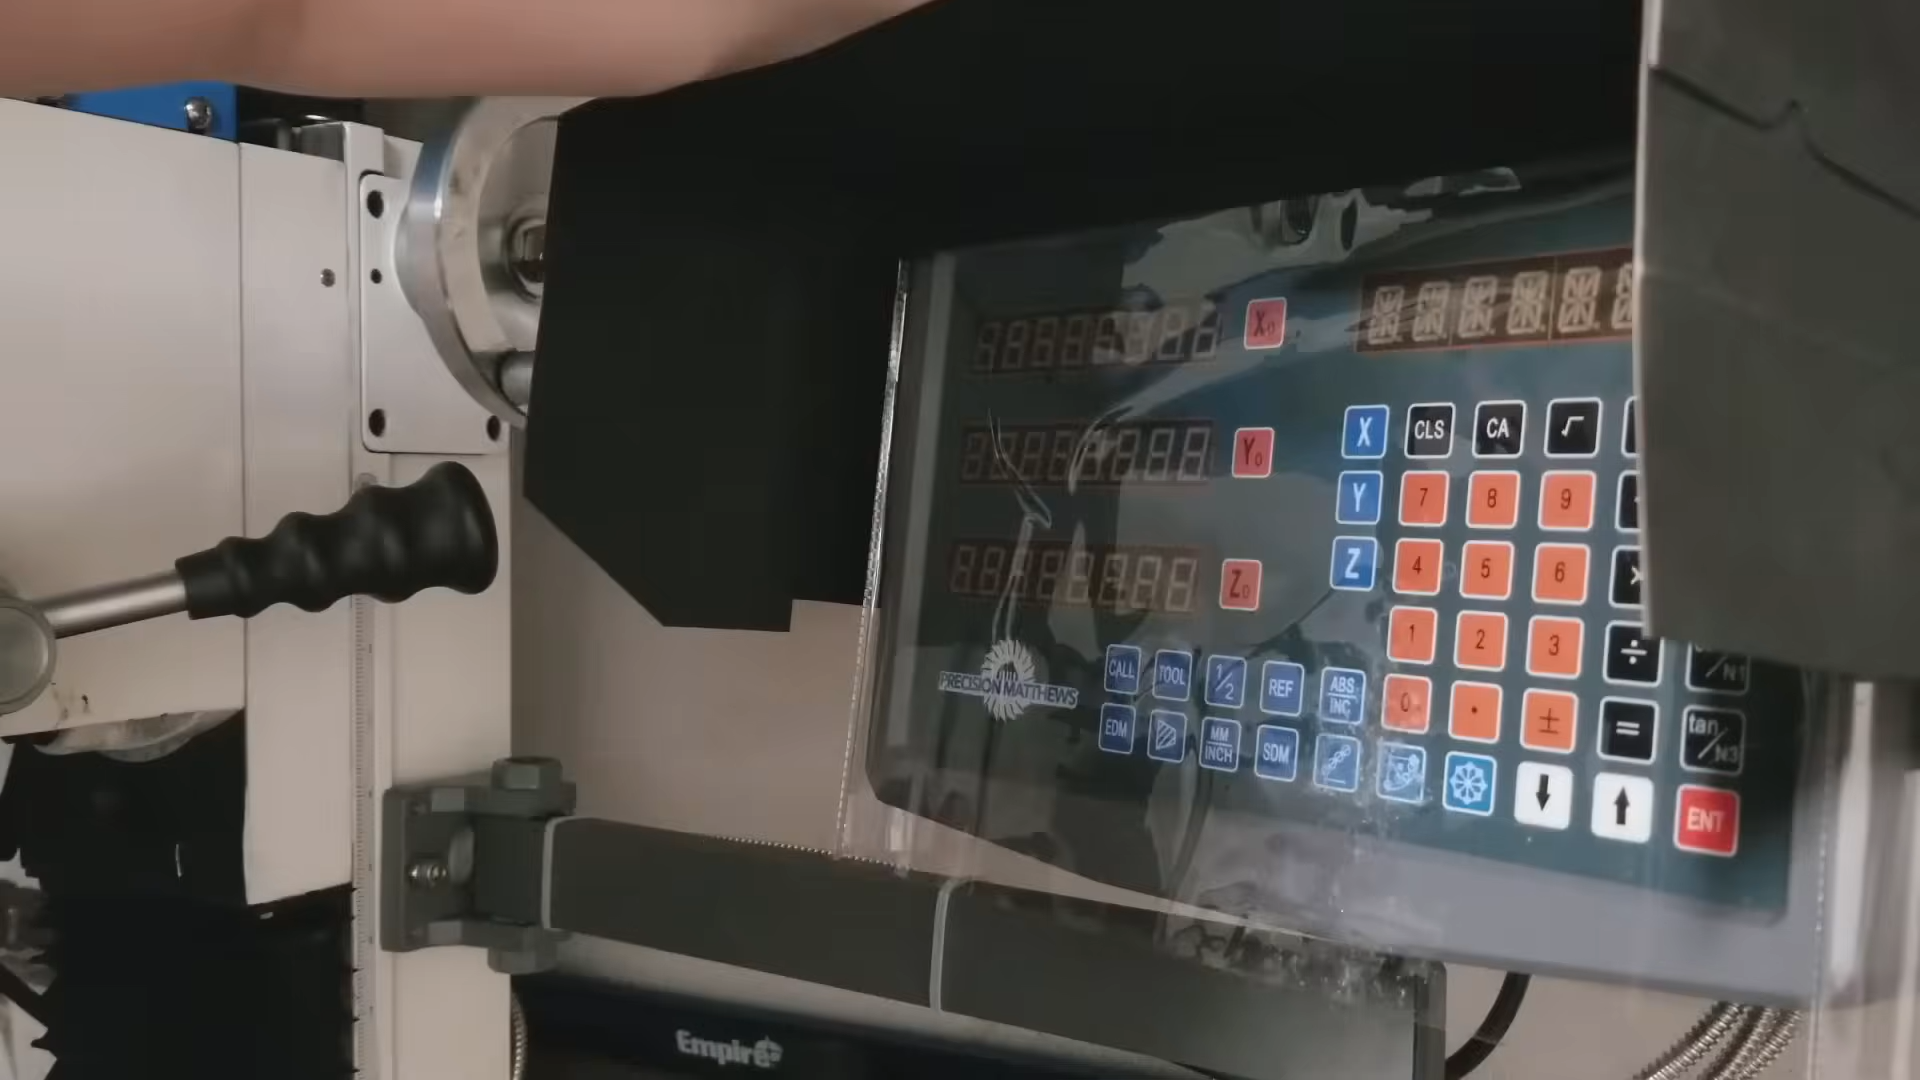 X₀
Y₀
Z₀
X CLS CA √
Y 7 8 9
Z 4 5 6 ×
1 2 3 ÷
0 . ± =
CALL TOOL 1/2 REF ABS/INC
EDM MM/INCH SDM
tan/N3
↓ ↑ ENT
PRECISION MATTHEWS
Empire